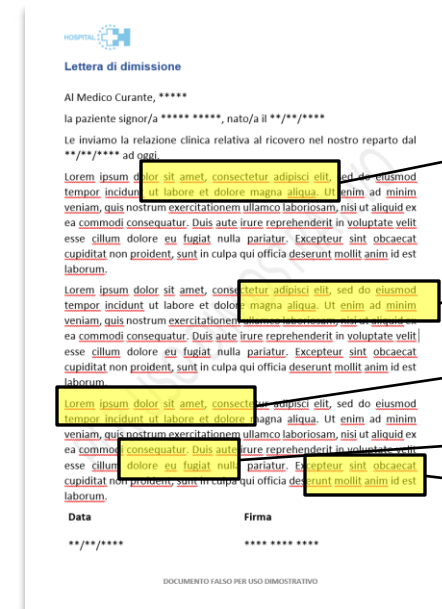 HOSPITAL
Lettera di dimissione
Al Medico Curante, *****
la paziente signor/a ***** *****, nato/a il **/**/****
Le inviamo la relazione clinica relativa al ricovero nel nostro reparto dal
**/**/**** ad oggi.
Lorem ipsum dolor sit amet, consectetur adipisci elit, sed do eiusmod
tempor incidunt ut labore et dolore magna aliqua. Ut enim ad minim
veniam, quis nostrum exercitationem ullamco laboriosam, nisi ut aliquid ex
ea commodi consequatur. Duis aute irure reprehenderit in voluptate velit
esse cillum dolore eu fugiat nulla pariatur. Excepteur sint obcaecat
cupiditat non proident, sunt in culpa qui officia deserunt mollit anim id est
laborum.
Lorem ipsum dolor sit amet, consectetur adipisci elit, sed do eiusmod
tempor incidunt ut labore et dolore magna aliqua. Ut enim ad minim
veniam, quis nostrum exercitationem ullamco laboriosam, nisi ut aliquid ex
ea commodi consequatur. Duis aute irure reprehenderit in voluptate velit
esse cillum dolore eu fugiat nulla pariatur. Excepteur sint obcaecat
cupiditat non proident, sunt in culpa qui officia deserunt mollit anim id est
laborum.
Lorem ipsum dolor sit amet, consectetur adipisci elit, sed do eiusmod
tempor incidunt ut labore et dolore magna aliqua. Ut enim ad minim
veniam, quis nostrum exercitationem ullamco laboriosam, nisi ut aliquid ex
ea commodi consequatur. Duis aute irure reprehenderit in voluptate velit
esse cillum dolore eu fugiat nulla pariatur. Excepteur sint obcaecat
cupiditat non proident, sunt in culpa qui officia deserunt mollit anim id est
laborum.
Data Firma
**/**/**** **** **** ****
DOCUMENTO FALSO PER USO DIMOSTRATIVO